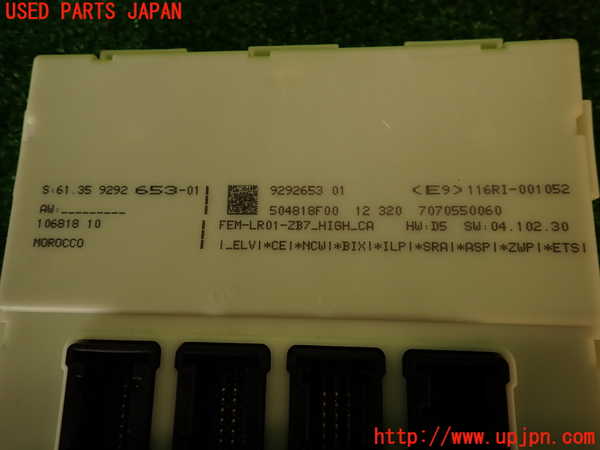 USED PARTS JAPAN
S:61.35 9292 653-01
9292653 01
<E9>116RI-001052
AW:_________
504818F00 12 320 7070550060
106818 10
FEM-LR01-ZB7_HIGH_CA HW:D5 SW:04.102.30
MOROCCO
|_ELV|*CE|*NCW|*BIX|*ILP|*SRA|*ASP|*ZWP|*ETS|
http://www.upjpn.com/